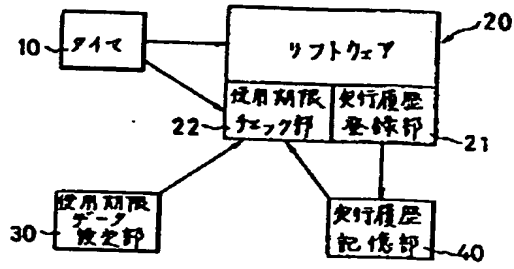 10 タイマ
ソフトウェア
20
使用期限
チェック部
22
実行履歴
登録部
21
使用期限
データ
設定部
30
実行履歴
記憶部
40